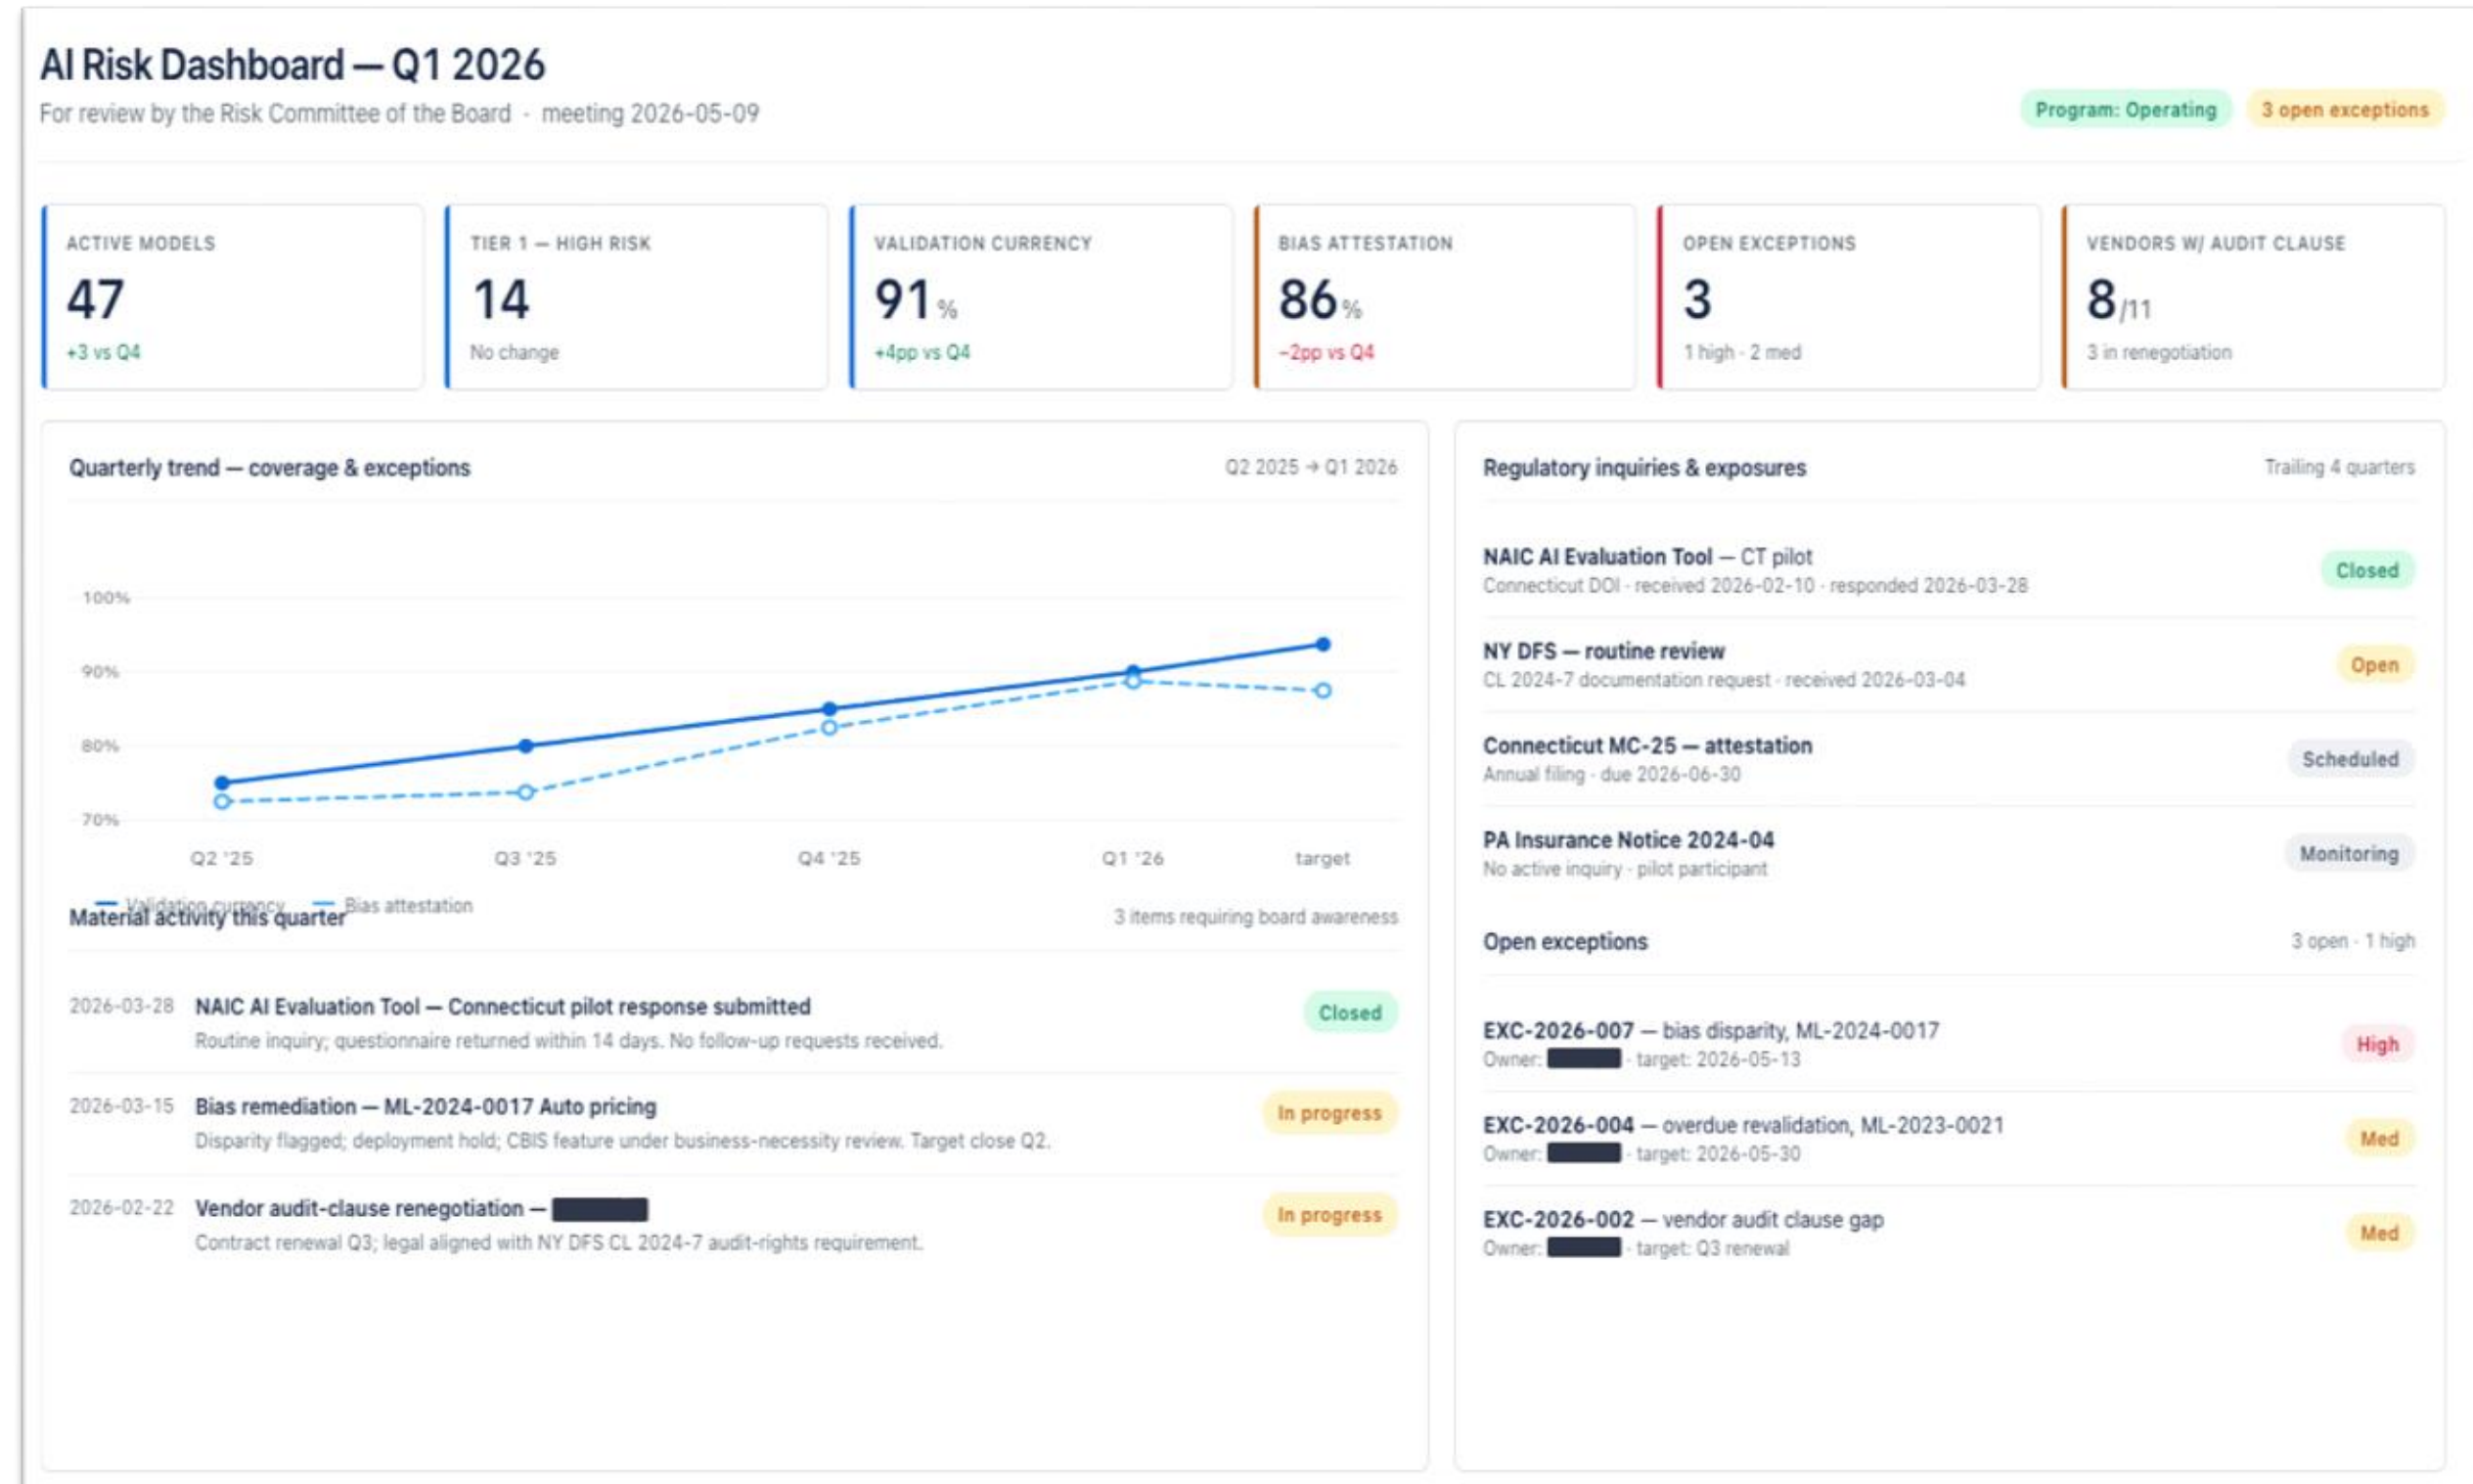 AI Risk Dashboard — Q1 2026
For review by the Risk Committee of the Board · meeting 2026-05-09
Program: Operating
3 open exceptions
ACTIVE MODELS
47
+3 vs Q4
TIER 1 — HIGH RISK
14
No change
VALIDATION CURRENCY
91%
+4pp vs Q4
BIAS ATTESTATION
86%
−2pp vs Q4
OPEN EXCEPTIONS
3
1 high · 2 med
VENDORS W/ AUDIT CLAUSE
8/11
3 in renegotiation
Quarterly trend — coverage & exceptions
Q2 2025 → Q1 2026
100%
90%
80%
70%
Q2 '25
Q3 '25
Q4 '25
Q1 '26
target
Validation currency
Bias attestation
Material activity this quarter
3 items requiring board awareness
2026-03-28
NAIC AI Evaluation Tool — Connecticut pilot response submitted
Closed
Routine inquiry; questionnaire returned within 14 days. No follow-up requests received.
2026-03-15
Bias remediation — ML-2024-0017 Auto pricing
In progress
Disparity flagged; deployment hold; CBIS feature under business-necessity review. Target close Q2.
2026-02-22
Vendor audit-clause renegotiation —
In progress
Contract renewal Q3; legal aligned with NY DFS CL 2024-7 audit-rights requirement.
Regulatory inquiries & exposures
Trailing 4 quarters
NAIC AI Evaluation Tool — CT pilot
Connecticut DOI · received 2026-02-10 · responded 2026-03-28
Closed
NY DFS — routine review
CL 2024-7 documentation request · received 2026-03-04
Open
Connecticut MC-25 — attestation
Annual filing · due 2026-06-30
Scheduled
PA Insurance Notice 2024-04
No active inquiry · pilot participant
Monitoring
Open exceptions
3 open · 1 high
EXC-2026-007 — bias disparity, ML-2024-0017
Owner: · target: 2026-05-13
High
EXC-2026-004 — overdue revalidation, ML-2023-0021
Owner: · target: 2026-05-30
Med
EXC-2026-002 — vendor audit clause gap
Owner: · target: Q3 renewal
Med